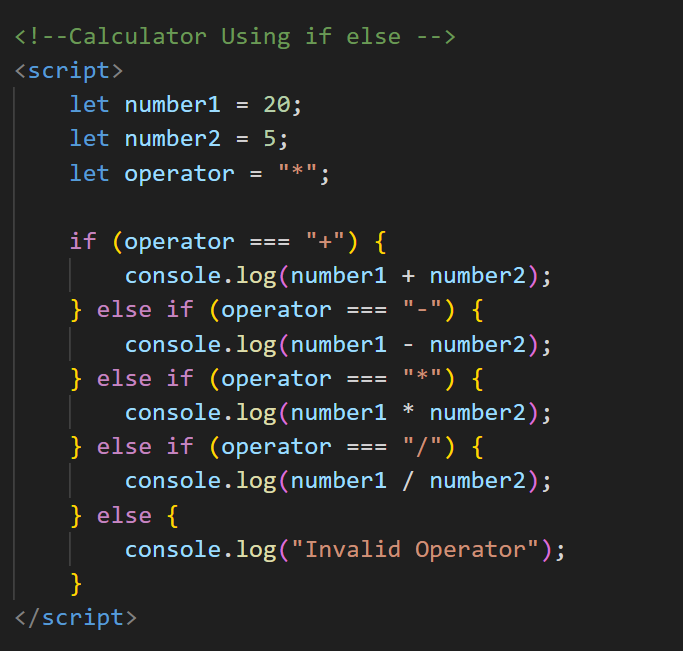 <!--Calculator Using if else -->
<script>
    let number1 = 20;
    let number2 = 5;
    let operator = "*";

    if (operator === "+") {
        console.log(number1 + number2);
    } else if (operator === "-") {
        console.log(number1 - number2);
    } else if (operator === "*") {
        console.log(number1 * number2);
    } else if (operator === "/") {
        console.log(number1 / number2);
    } else {
        console.log("Invalid Operator");
    }
</script>